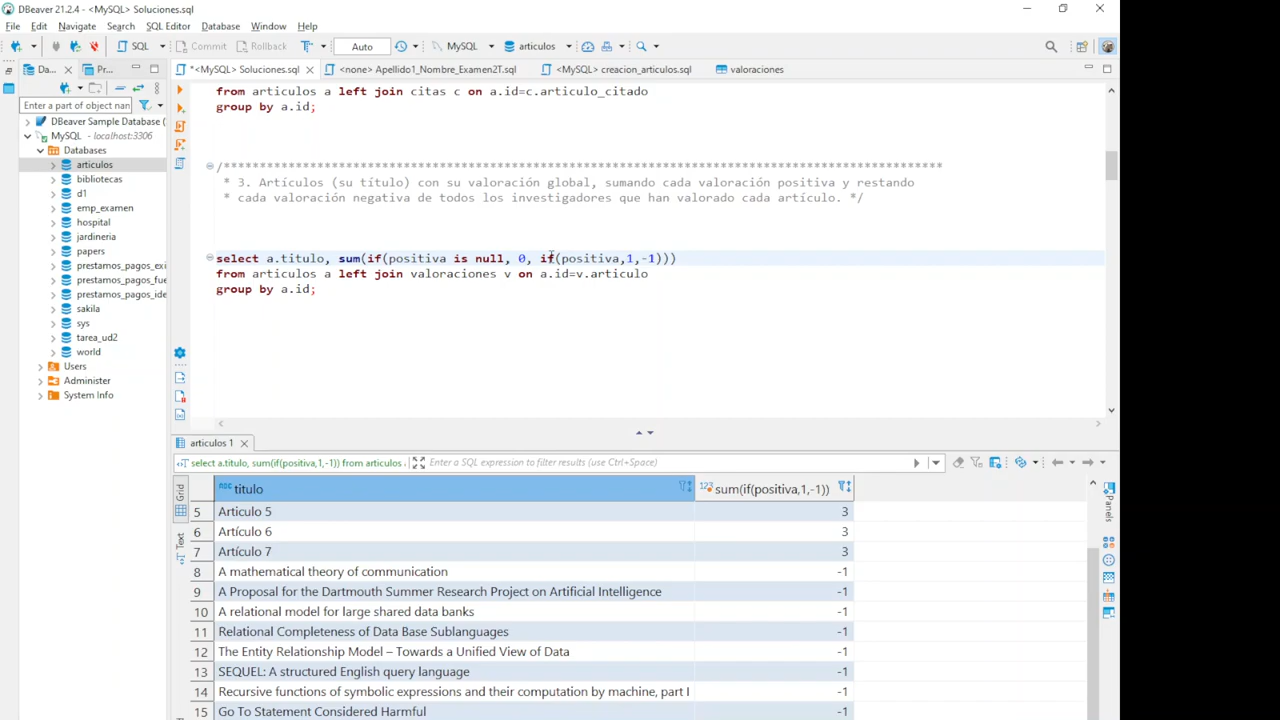 DBeaver 21.2.4 - <MySQL> Soluciones.sql
File Edit Navigate Search SQL Editor Database Window Help
SQL Commit Rollback Auto MySQL articulos
Da... Pr... *<MySQL> Soluciones.sql <none> Apellido1_Nombre_Examen2T.sql <MySQL> creacion_articulos.sql valoraciones
Enter a part of object nam
DBeaver Sample Database (
MySQL - localhost:3306
Databases
articulos
bibliotecas
d1
emp_examen
hospital
jardineria
papers
prestamos_pagos_exi
prestamos_pagos_fue
prestamos_pagos_ide
sakila
sys
tarea_ud2
world
Users
Administer
System Info
from articulos a left join citas c on a.id=c.articulo_citado
group by a.id;
/****************************************************************************************************
* 3. Artículos (su título) con su valoración global, sumando cada valoración positiva y restando
* cada valoración negativa de todos los investigadores que han valorado cada artículo. */
select a.titulo, sum(if(positiva is null, 0, if(positiva,1,-1)))
from articulos a left join valoraciones v on a.id=v.articulo
group by a.id;
articulos 1
select a.titulo, sum(if(positiva,1,-1)) from articulos Enter a SQL expression to filter results (use Ctrl+Space)
Grid
Text
Panels
titulo sum(if(positiva,1,-1))
5 Articulo 5 3
6 Artículo 6 3
7 Artículo 7 3
8 A mathematical theory of communication -1
9 A Proposal for the Dartmouth Summer Research Project on Artificial Intelligence -1
10 A relational model for large shared data banks -1
11 Relational Completeness of Data Base Sublanguages -1
12 The Entity Relationship Model – Towards a Unified View of Data -1
13 SEQUEL: A structured English query language -1
14 Recursive functions of symbolic expressions and their computation by machine, part I -1
15 Go To Statement Considered Harmful -1